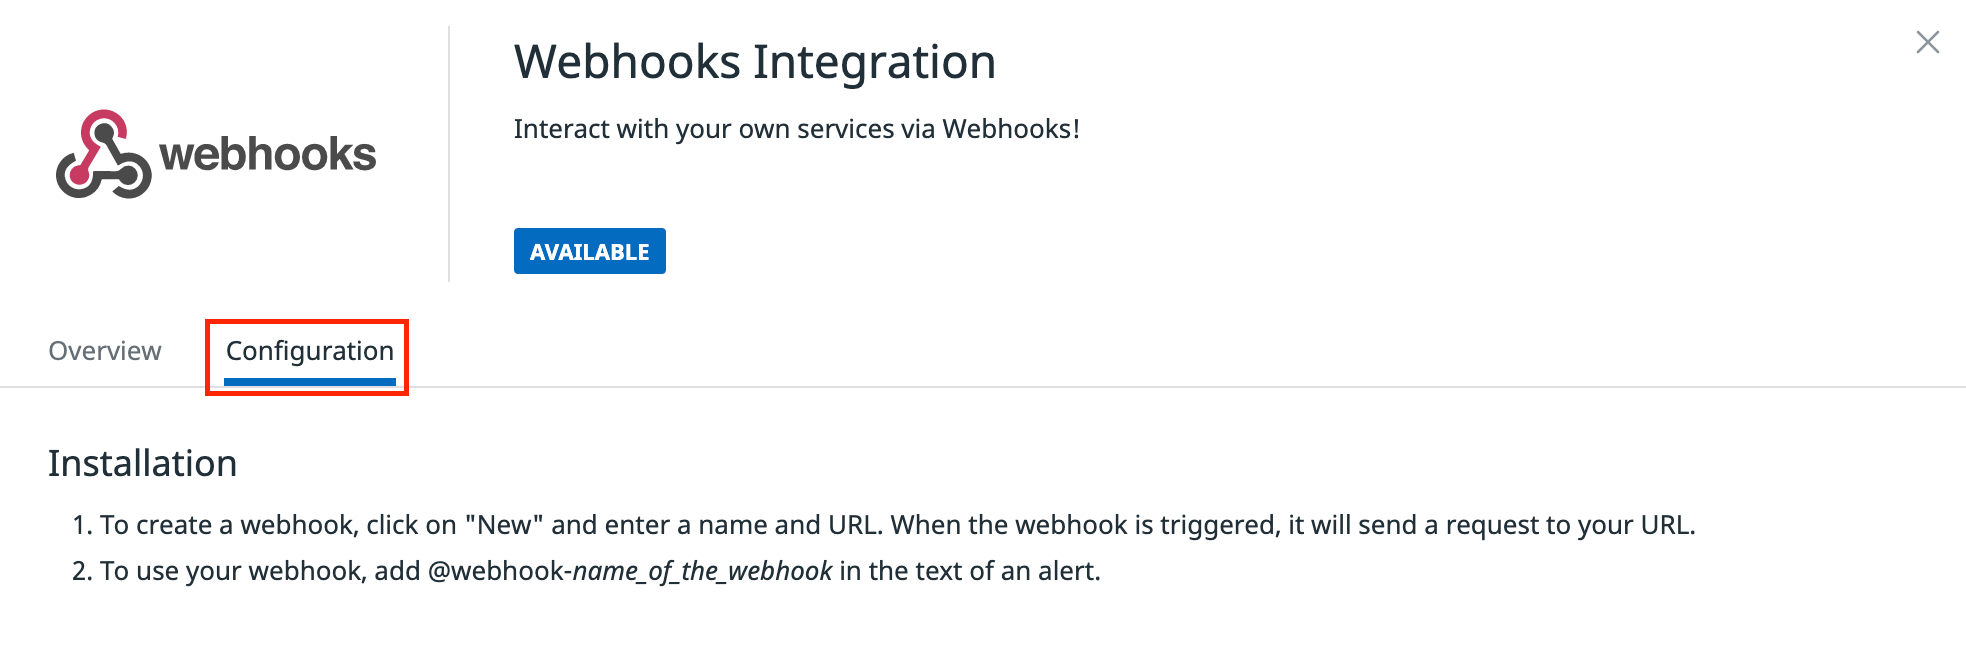 webhooks
Webhooks Integration
Interact with your own services via Webhooks!
AVAILABLE
Overview
Configuration
Installation
1. To create a webhook, click on "New" and enter a name and URL. When the webhook is triggered, it will send a request to your URL.
2. To use your webhook, add @webhook-name_of_the_webhook in the text of an alert.